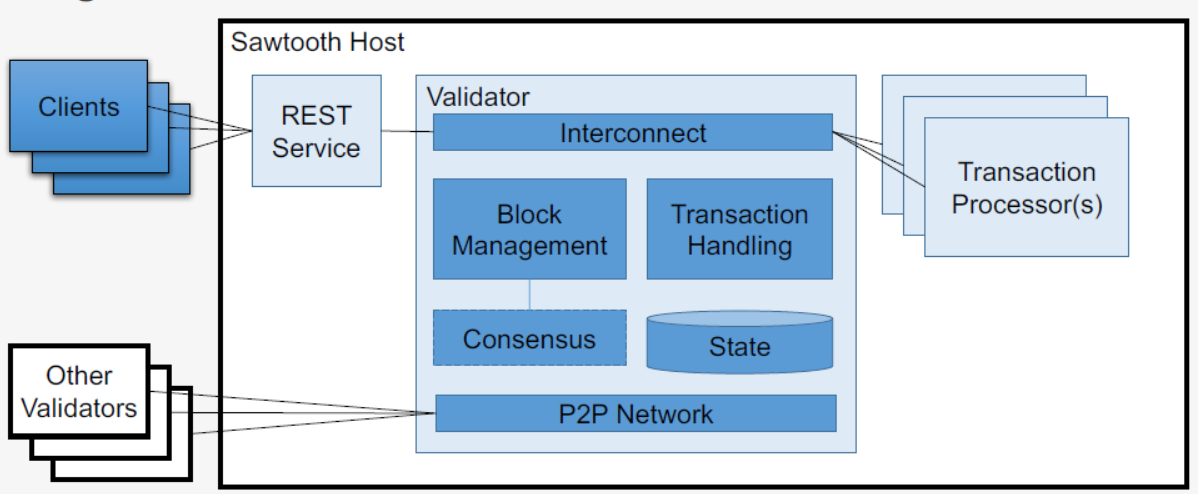 Sawtooth Host
Clients
REST
Service
Validator
Interconnect
Block
Management
Transaction
Handling
Transaction
Processor(s)
Consensus
State
Other
Validators
P2P Network